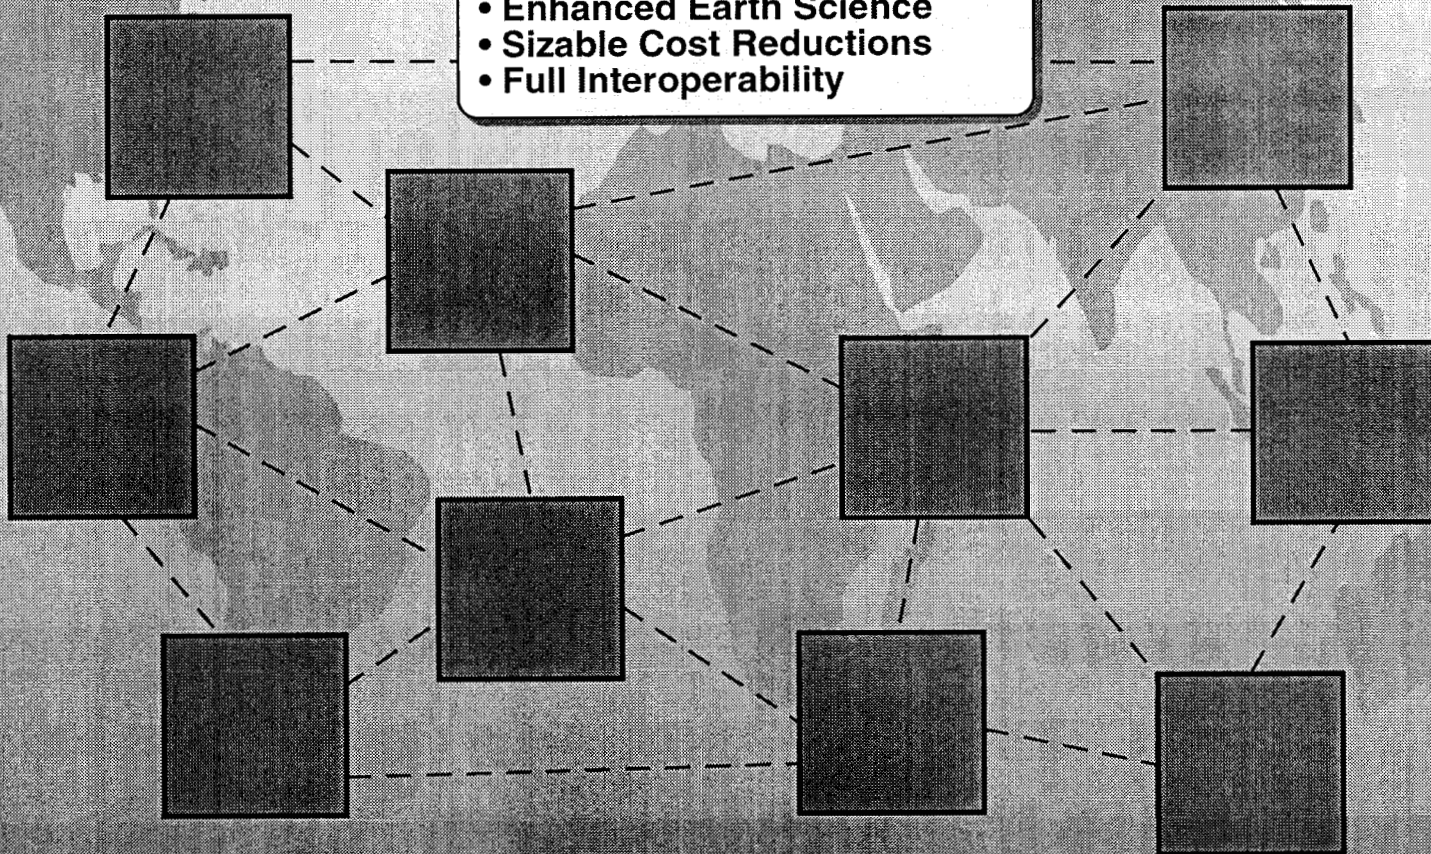 • Enhanced Earth Science
• Sizable Cost Reductions
• Full Interoperability